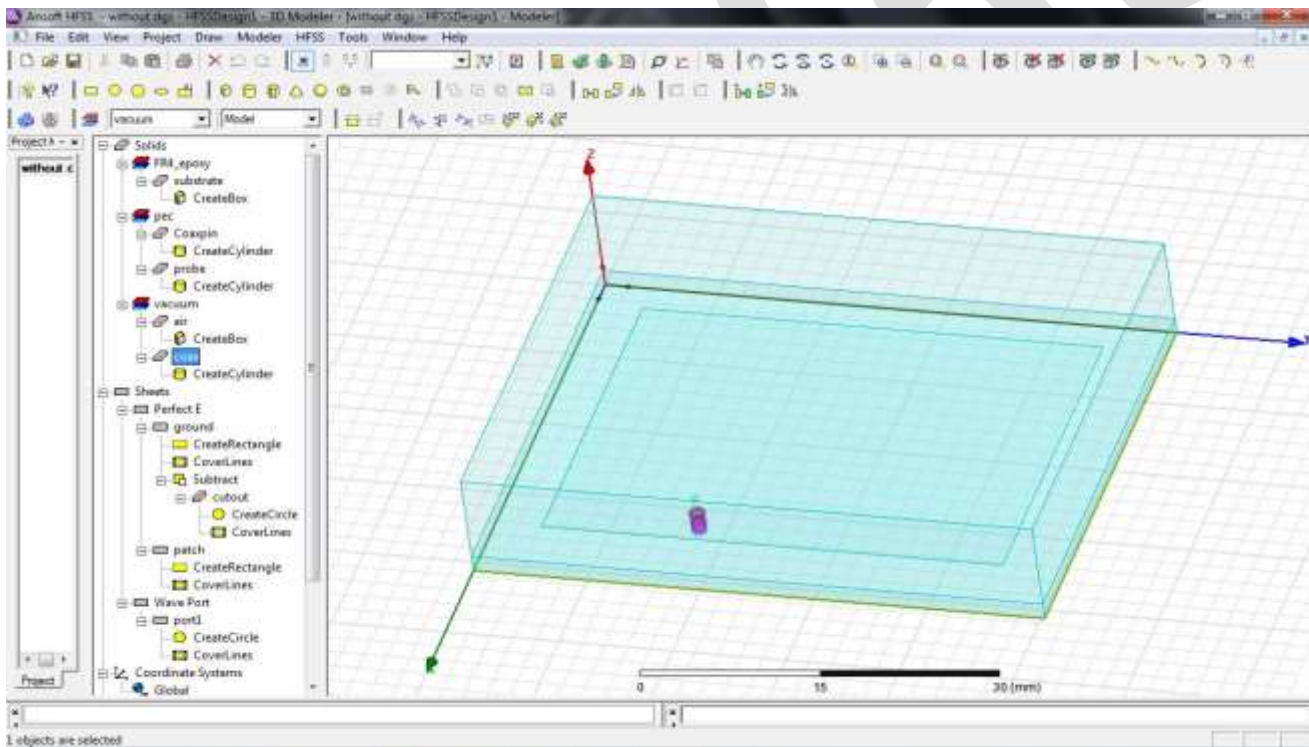 Ansoft HFSS - without dgs - HFSSDesign1 - 3D Modeler - [without dgs - HFSSDesign1 - Modeler]
File Edit View Project Draw Modeler HFSS Tools Window Help
vacuum Model
Project
without
Solids
FR4_epoxy
substrate
CreateBox
pec
Coaxpin
CreateCylinder
probe
CreateCylinder
vacuum
air
CreateBox
coax
CreateCylinder
Sheets
Perfect E
ground
CreateRectangle
CoverLines
Subtract
cutout
CreateCircle
CoverLines
patch
CreateRectangle
CoverLines
Wave Port
port1
CreateCircle
CoverLines
Coordinate Systems
Global
Project
Z
0 15 30 (mm)
1 objects are selected